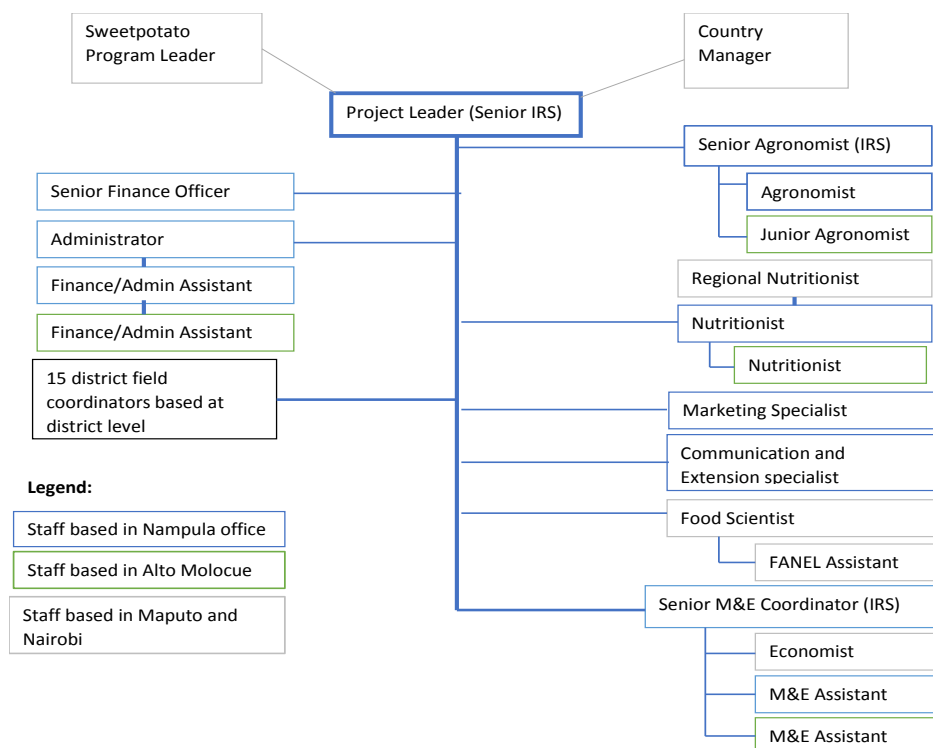 Sweetpotato
Program Leader
Country
Manager
Project Leader (Senior IRS)
Senior Agronomist (IRS)
Agronomist
Junior Agronomist
Senior Finance Officer
Administrator
Finance/Admin Assistant
Finance/Admin Assistant
15 district field
coordinators based at
district level
Regional Nutritionist
Nutritionist
Nutritionist
Marketing Specialist
Communication and
Extension specialist
Food Scientist
FANEL Assistant
Senior M&E Coordinator (IRS)
Economist
M&E Assistant
M&E Assistant
Legend:
Staff based in Nampula office
Staff based in Alto Molocue
Staff based in Maputo and
Nairobi